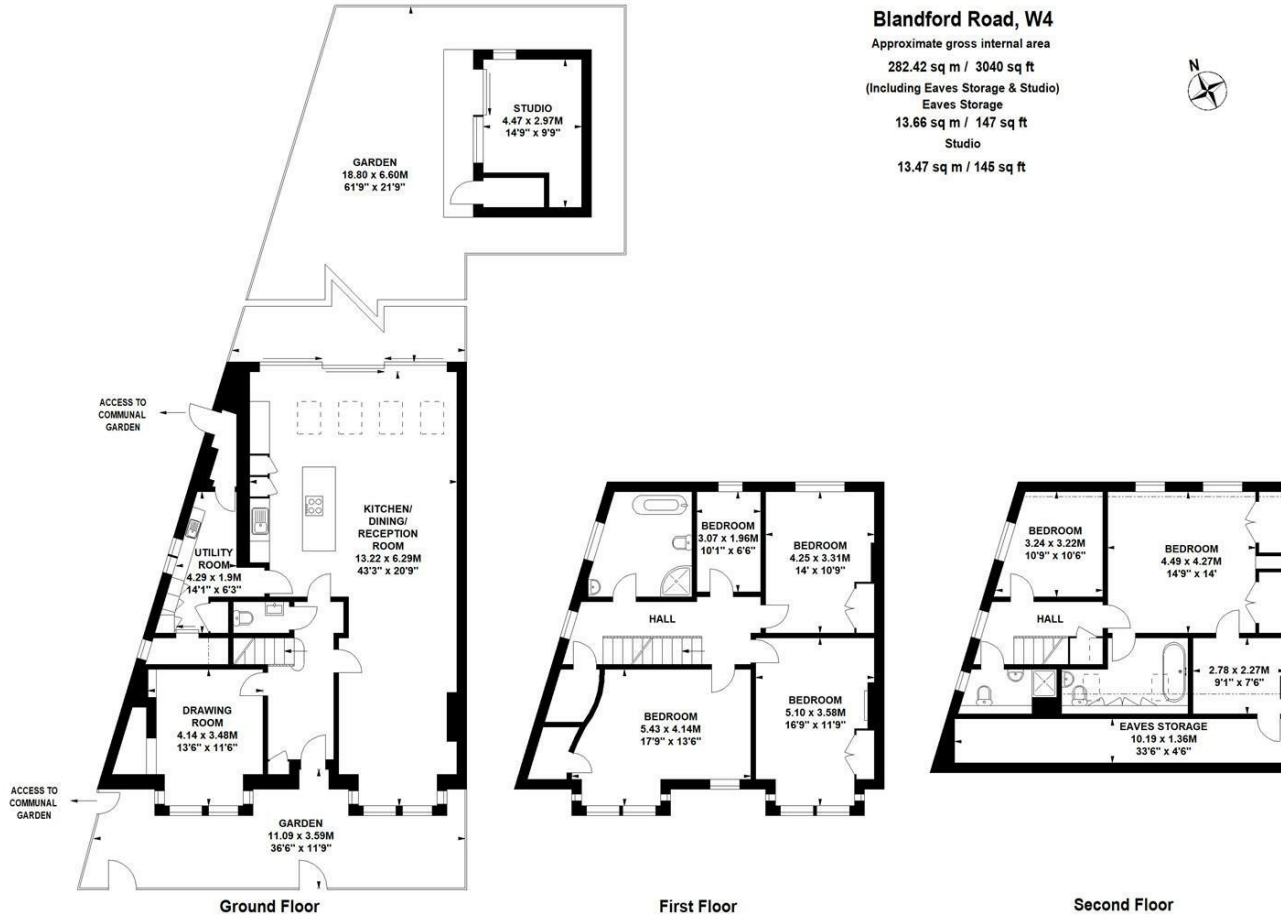 Blandford Road, W4
Approximate gross internal area
282.42 sq m / 3040 sq ft
(Including Eaves Storage & Studio)
Eaves Storage
13.66 sq m / 147 sq ft
Studio
13.47 sq m / 145 sq ft
N
STUDIO
4.47 x 2.97M
14'9" x 9'9"
GARDEN
18.80 x 6.60M
61'9" x 21'9"
ACCESS TO
COMMUNAL
GARDEN
KITCHEN/
DINING/
RECEPTION
ROOM
13.22 x 6.29M
43'3" x 20'9"
UTILITY
ROOM
4.29 x 1.9M
14'1" x 6'3"
DRAWING
ROOM
4.14 x 3.48M
13'6" x 11'6"
ACCESS TO
COMMUNAL
GARDEN
GARDEN
11.09 x 3.59M
36'6" x 11'9"
Ground Floor
BEDROOM
3.07 x 1.96M
10'1" x 6'6"
BEDROOM
4.25 x 3.31M
14' x 10'9"
HALL
BEDROOM
5.43 x 4.14M
17'9" x 13'6"
BEDROOM
5.10 x 3.58M
16'9" x 11'9"
First Floor
BEDROOM
3.24 x 3.22M
10'9" x 10'6"
BEDROOM
4.49 x 4.27M
14'9" x 14'
HALL
2.78 x 2.27M
9'1" x 7'6"
EAVES STORAGE
10.19 x 1.36M
33'6" x 4'6"
Second Floor